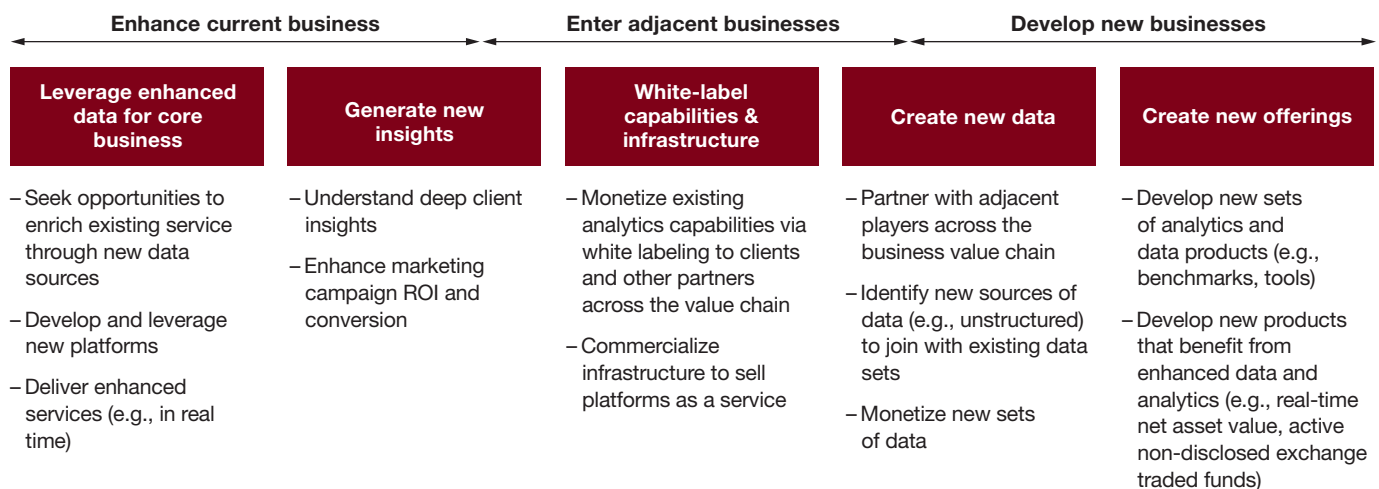 Enhance current business
Enter adjacent businesses
Develop new businesses
Leverage enhanced
data for core
business
Generate new
insights
White-label
capabilities &
infrastructure
Create new data
Create new offerings
– Seek opportunities to
enrich existing service
through new data
sources
– Develop and leverage
new platforms
– Deliver enhanced
services (e.g., in real
time)
– Understand deep client
insights
– Enhance marketing
campaign ROI and
conversion
– Monetize existing
analytics capabilities via
white labeling to clients
and other partners
across the value chain
– Commercialize
infrastructure to sell
platforms as a service
– Partner with adjacent
players across the
business value chain
– Identify new sources of
data (e.g., unstructured)
to join with existing data
sets
– Monetize new sets
of data
– Develop new sets
of analytics and
data products (e.g.,
benchmarks, tools)
– Develop new products
that benefit from
enhanced data and
analytics (e.g., real-time
net asset value, active
non-disclosed exchange
traded funds)